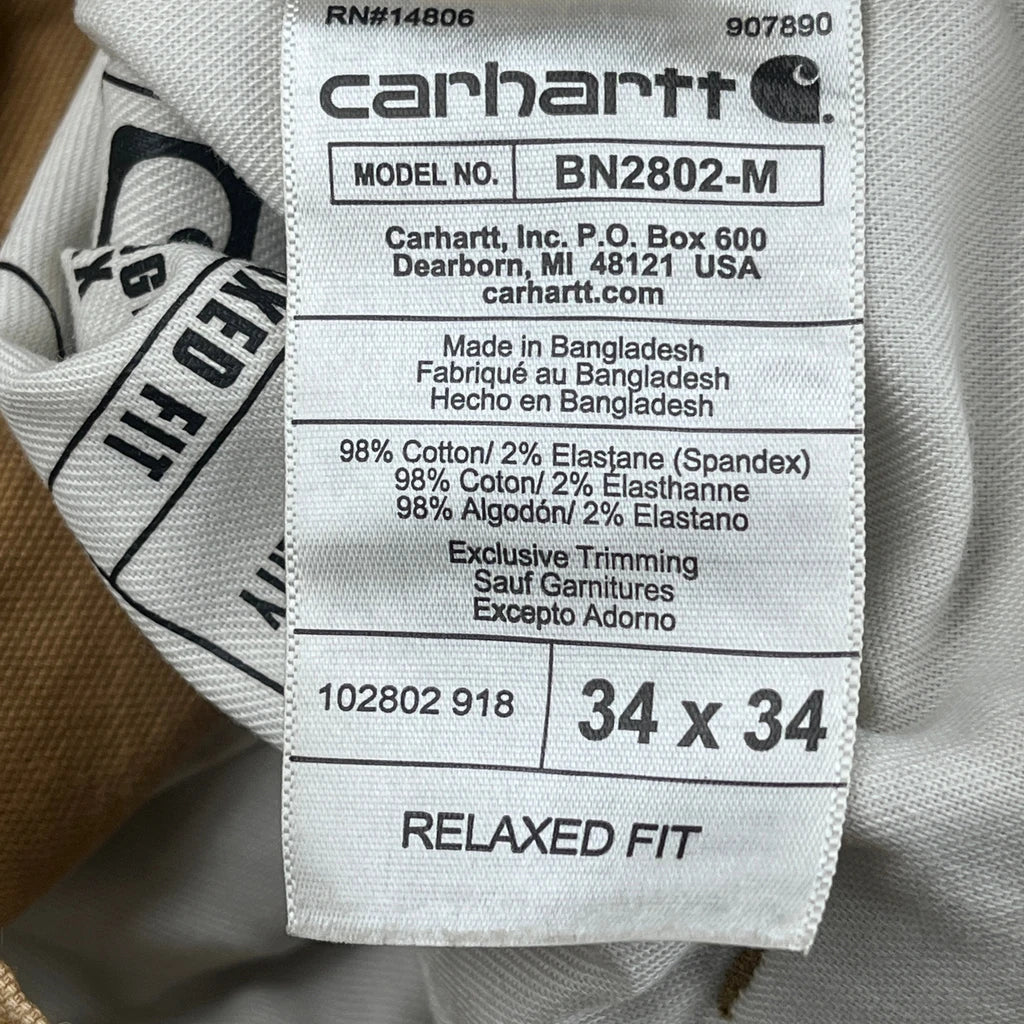 RN#14806 907890
carhartt
MODEL NO. BN2802-M
Carhartt, Inc. P.O. Box 600
Dearborn, MI 48121 USA
carhartt.com
Made in Bangladesh
Fabriqué au Bangladesh
Hecho en Bangladesh
98% Cotton/ 2% Elastane (Spandex)
98% Coton/ 2% Élasthanne
98% Algodón/ 2% Elastano
Exclusive Trimming
Sauf Garnitures
Excepto Adorno
102802 918 34 x 34
RELAXED FIT
XED FIT